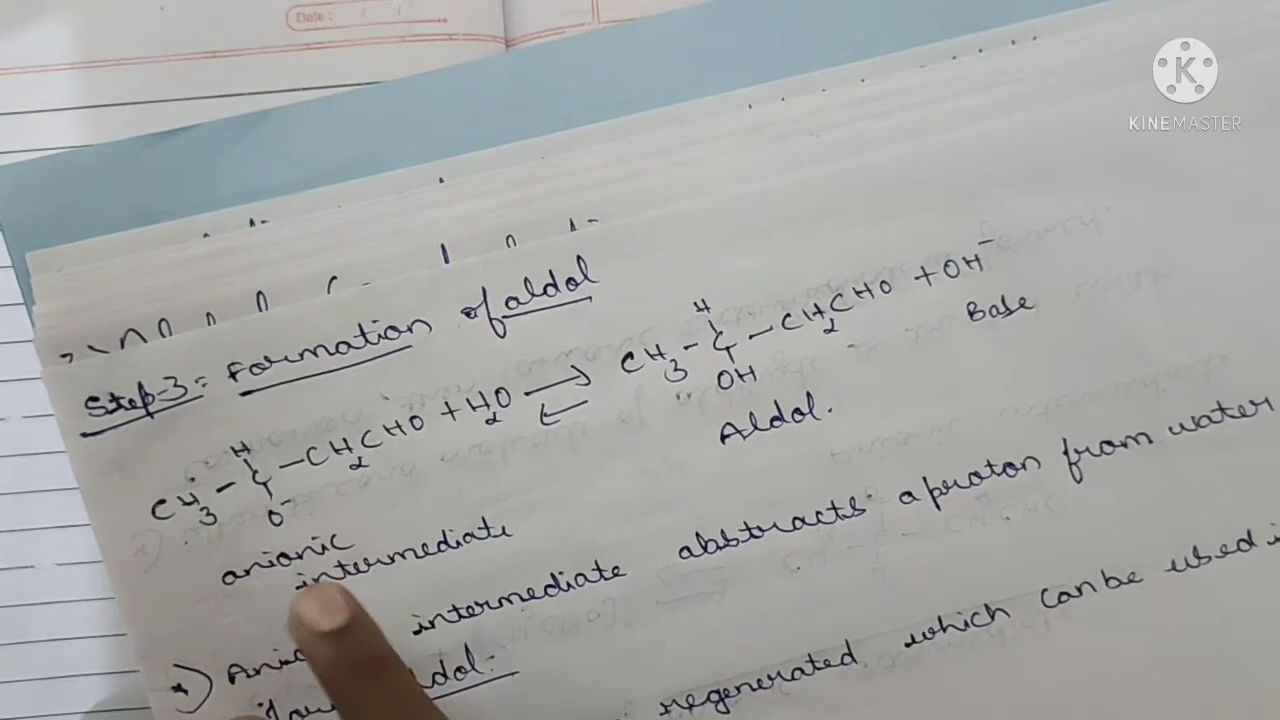 Date:
KINEMASTER
Step-3: Formation of aldol
CH3-C(H)(O⁻)-CH2CHO + H2O ⇌ CH3-C(H)(OH)-CH2CHO + OH⁻
anionic intermediate
Aldol.
Base
*) intermediate abstracts a proton from water
regenerated which can be used